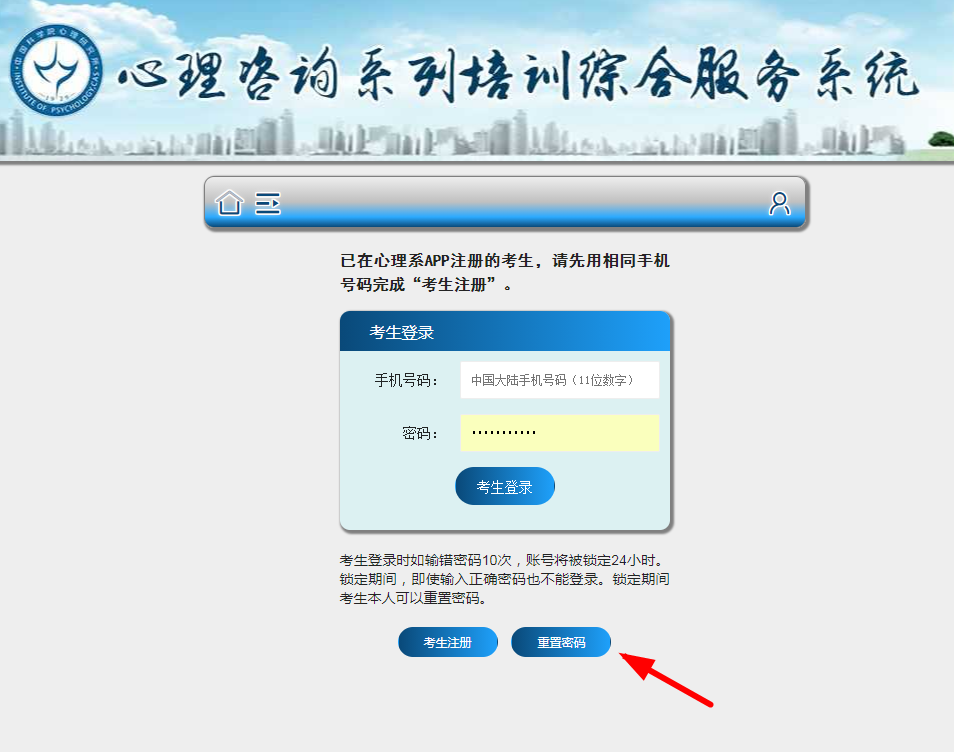 中国科学院心理研究所
INSTITUTE OF PSYCHOLOGY,CAS
心理咨询系列培训综合服务系统
已在心理系APP注册的考生，请先用相同手机
号码完成“考生注册”。
考生登录
手机号码：
中国大陆手机号码（11位数字）
密码：
考生登录
考生登录时如输错密码10次，账号将被锁定24小时。
锁定期间，即使输入正确密码也不能登录。锁定期间
考生本人可以重置密码。
考生注册
重置密码